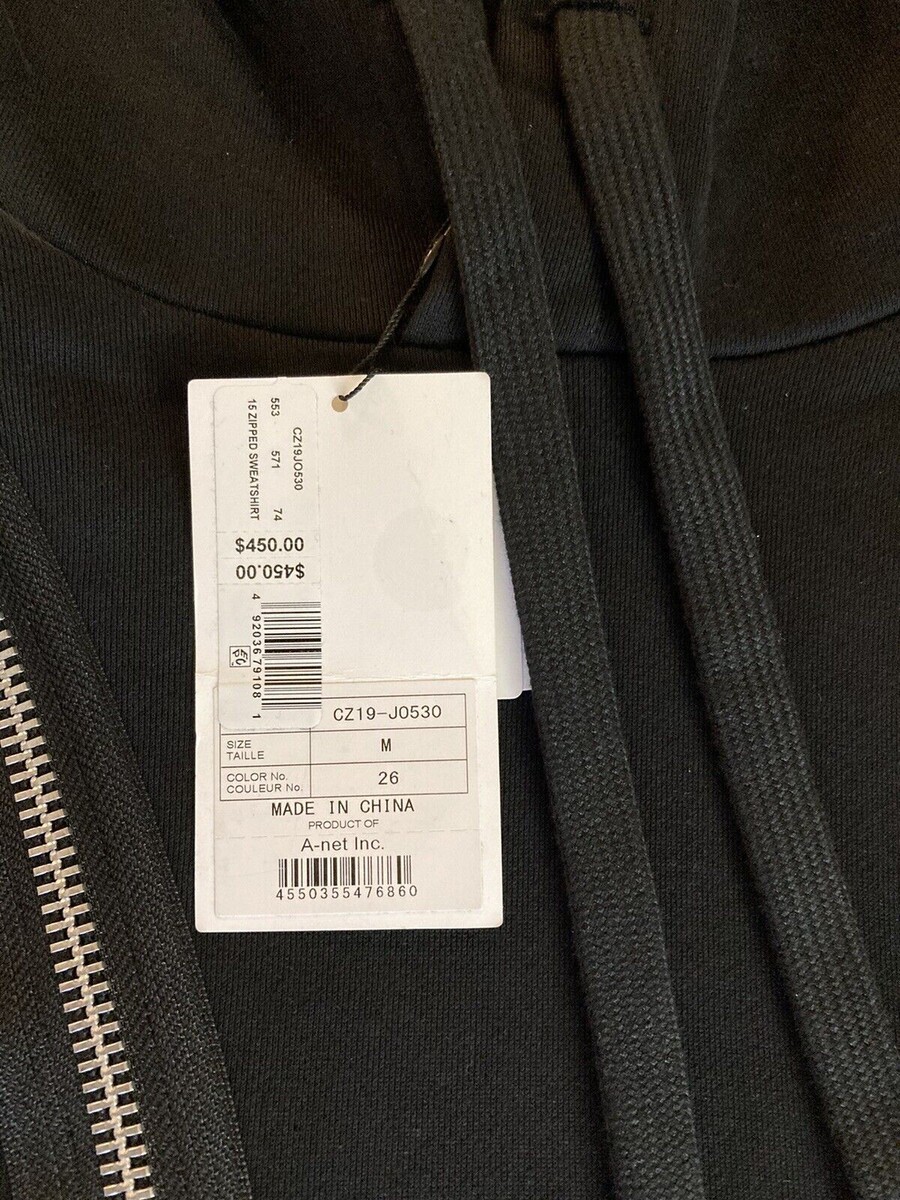 CZ19JO530
553 571 74
15 ZIPPED SWEATSHIRT
$450.00
$450.00
4 92036 79108 1
CZ19-J0530
SIZE
TAILLE
M
COLOR No.
COULEUR No.
26
MADE IN CHINA
PRODUCT OF
A-net Inc.
4550355476860